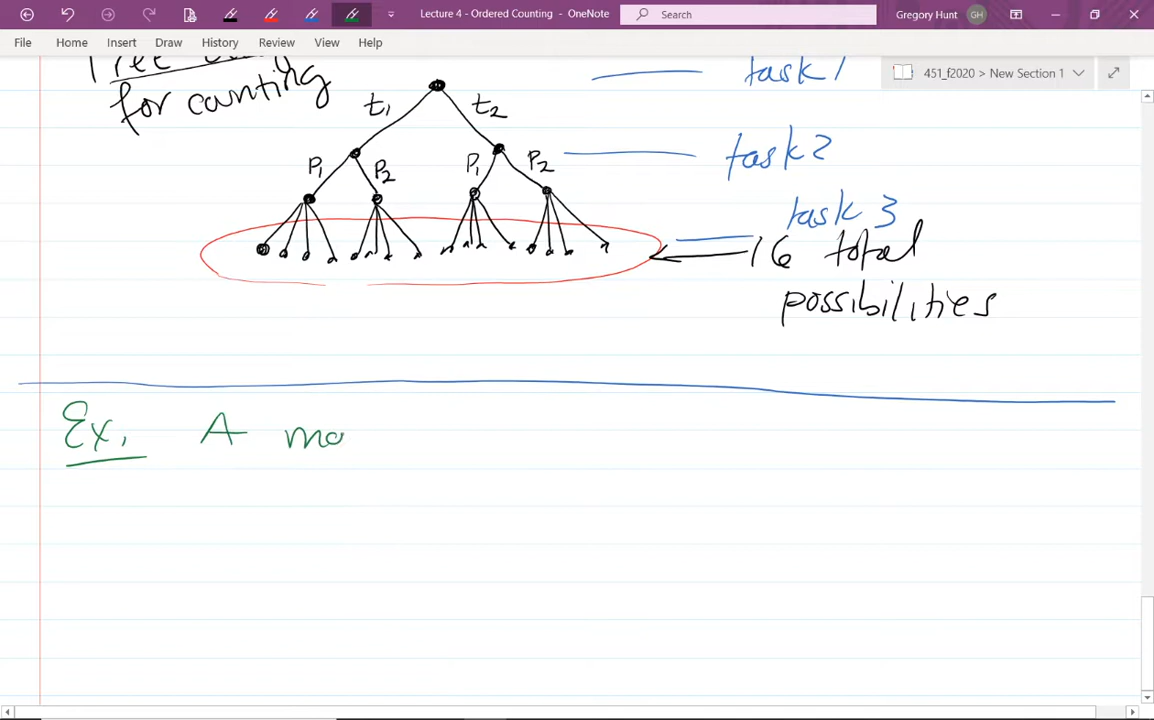 Lecture 4 - Ordered Counting - OneNote
Search
Gregory Hunt
GH
File Home Insert Draw History Review View Help
451_f2020 > New Section 1
Tree
for counting
t1 t2
task 1
P1 P2 P1 P2
task 2
task 3
16 total
possibilities
Ex. A mo